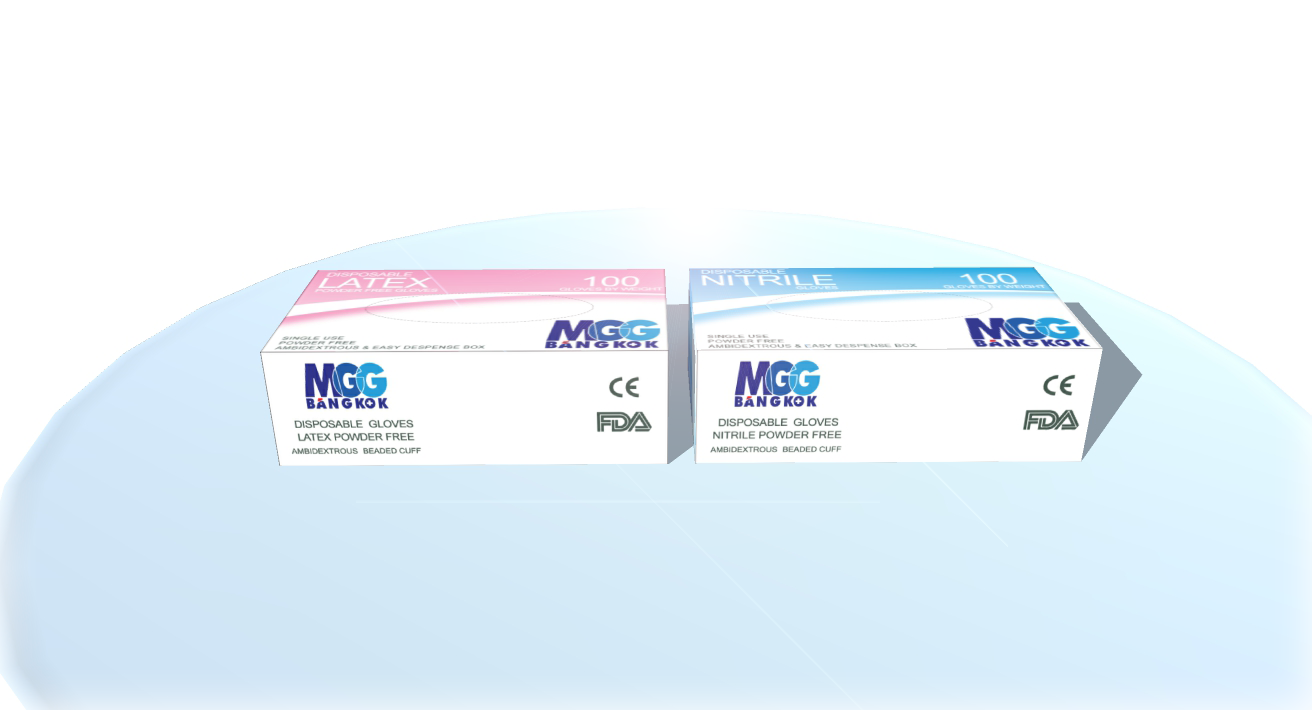 DISPOSABLE
LATEX
POWDER FREE GLOVES
100
GLOVES BY WEIGHT
SINGLE USE
POWDER FREE
AMBIDEXTROUS & EASY DESPENSE BOX
MGG
BANGKOK
MGG
BANGKOK
DISPOSABLE GLOVES
LATEX POWDER FREE
AMBIDEXTROUS BEADED CUFF
CE
FDA
DISPOSABLE
NITRILE
GLOVES
100
GLOVES BY WEIGHT
SINGLE USE
POWDER FREE
AMBIDEXTROUS & EASY DESPENSE BOX
MGG
BANGKOK
MGG
BANGKOK
DISPOSABLE GLOVES
NITRILE POWDER FREE
AMBIDEXTROUS BEADED CUFF
CE
FDA